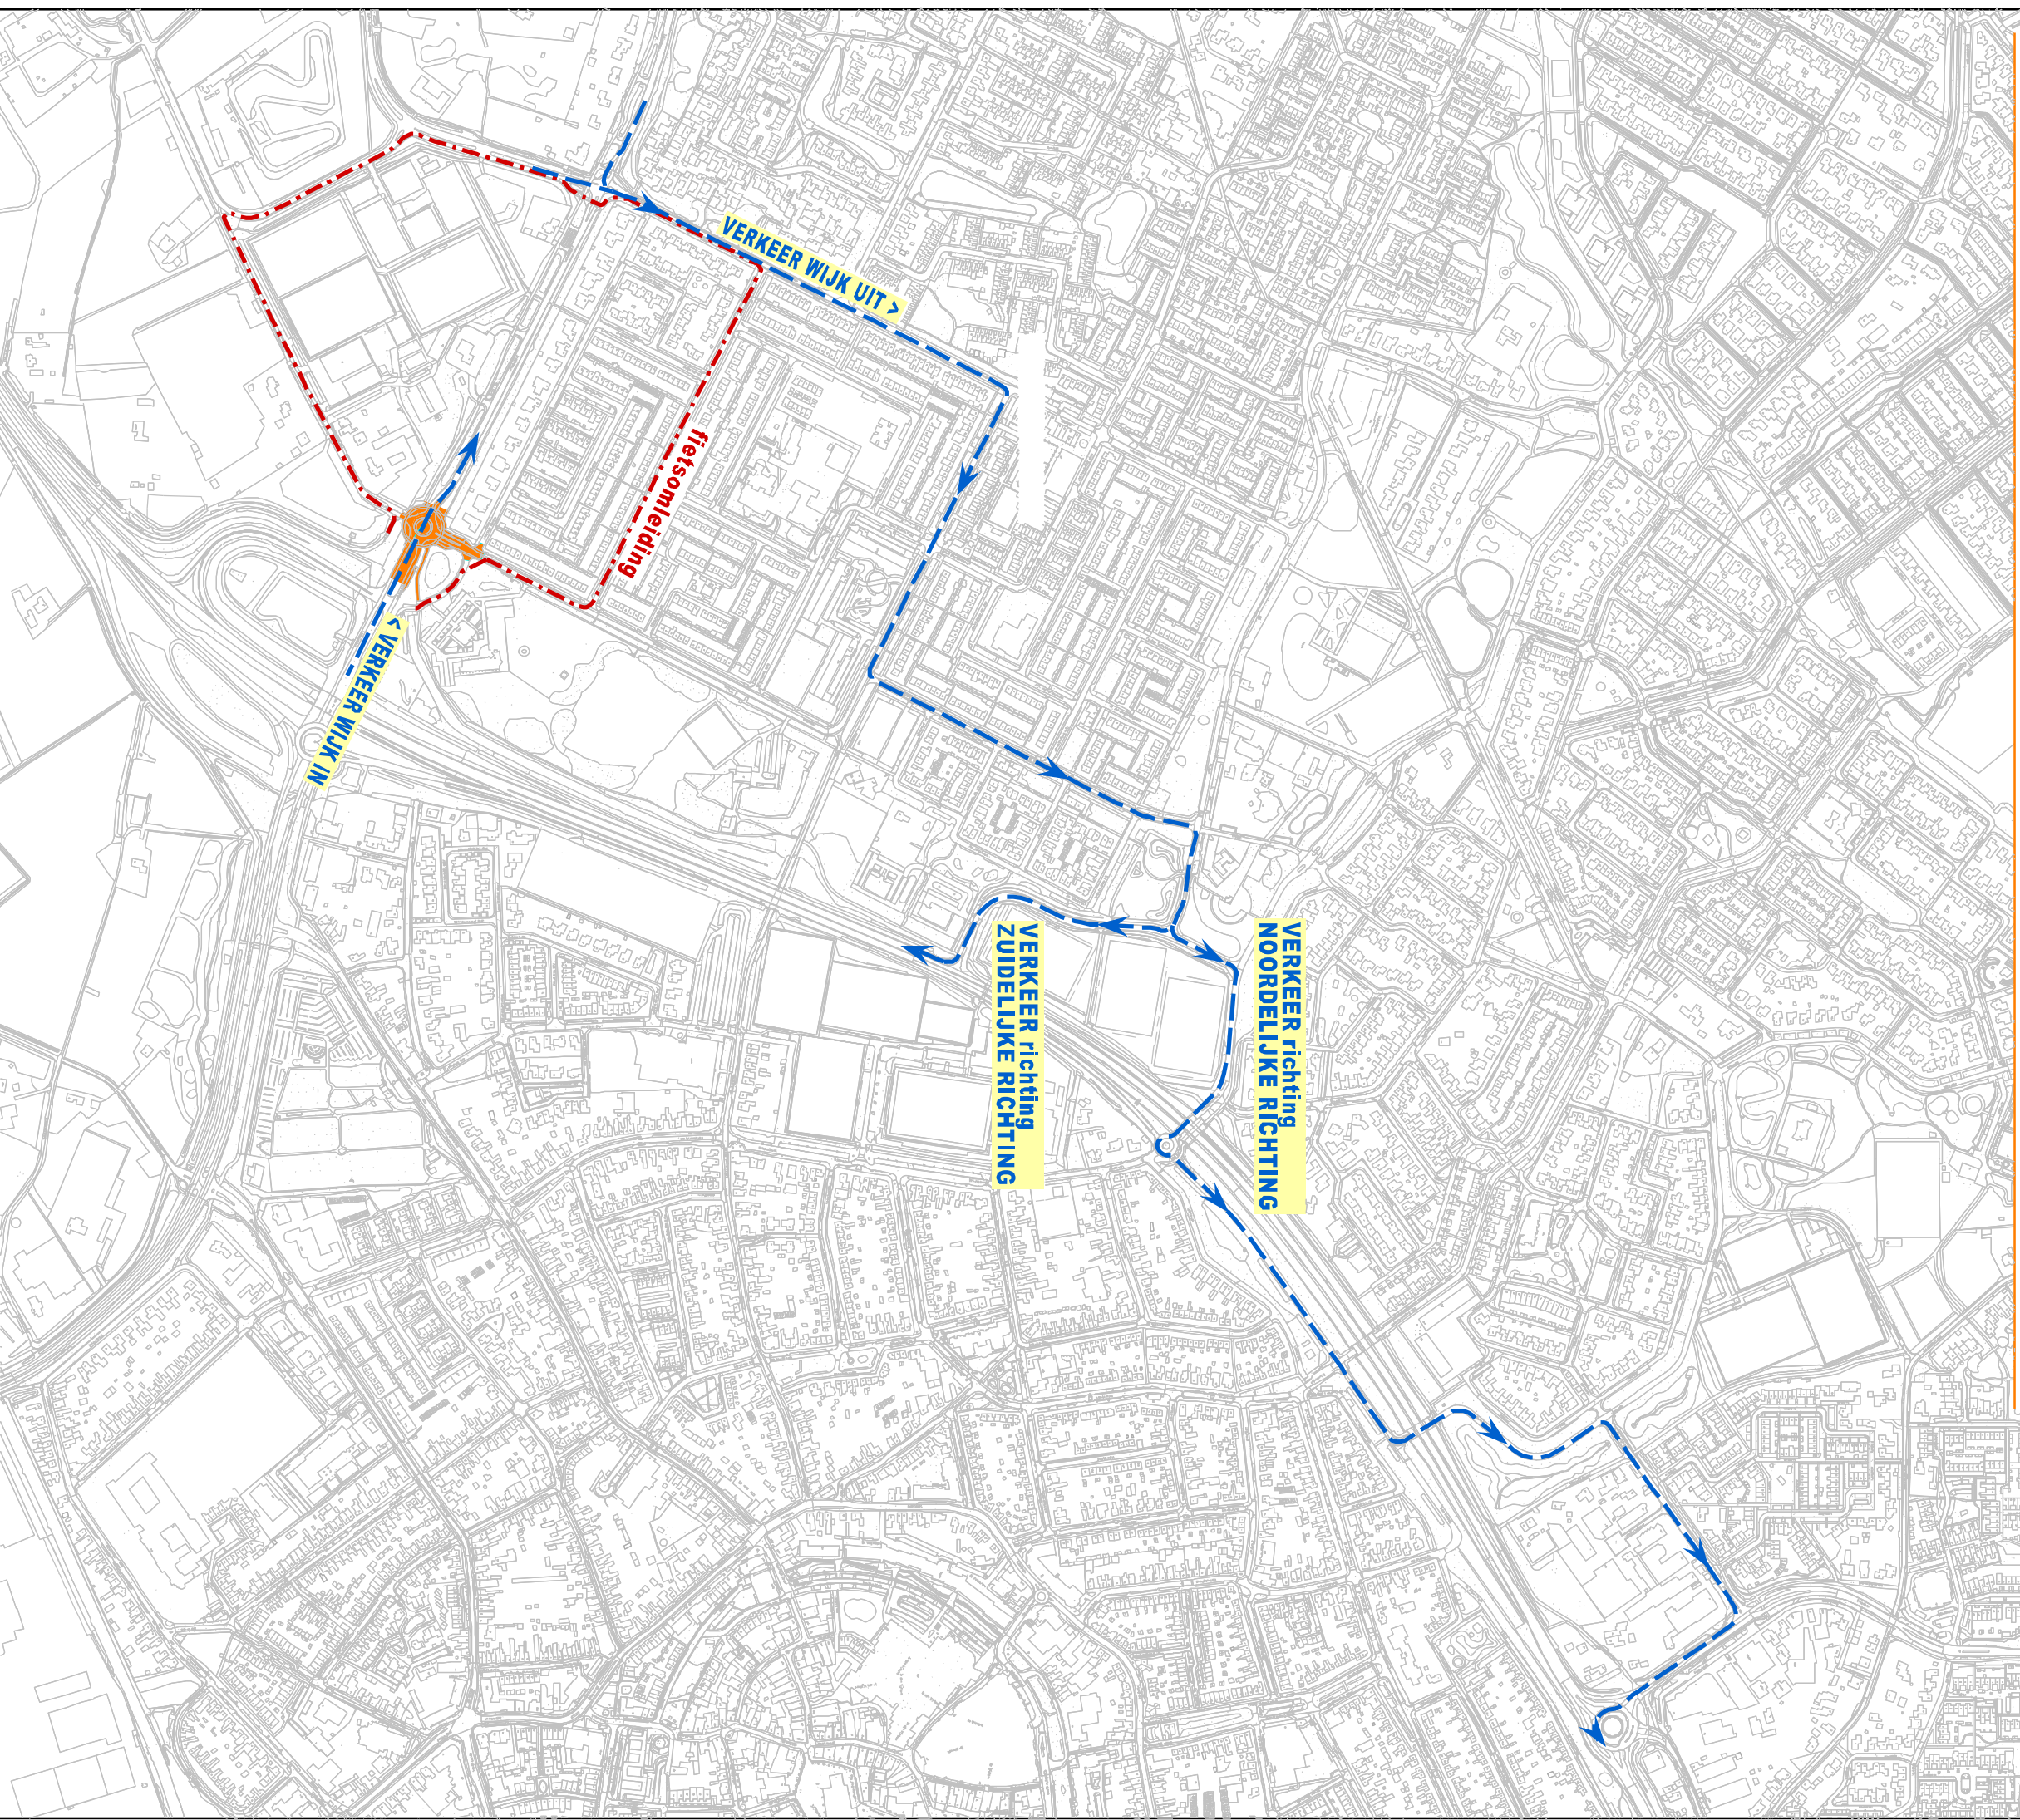 VERKEER WIJK UIT >
fietsomleiding
< VERKEER WIJK IN
VERKEER richting
ZUIDELIJKE RICHTING
VERKEER richting
NOORDELIJKE RICHTING